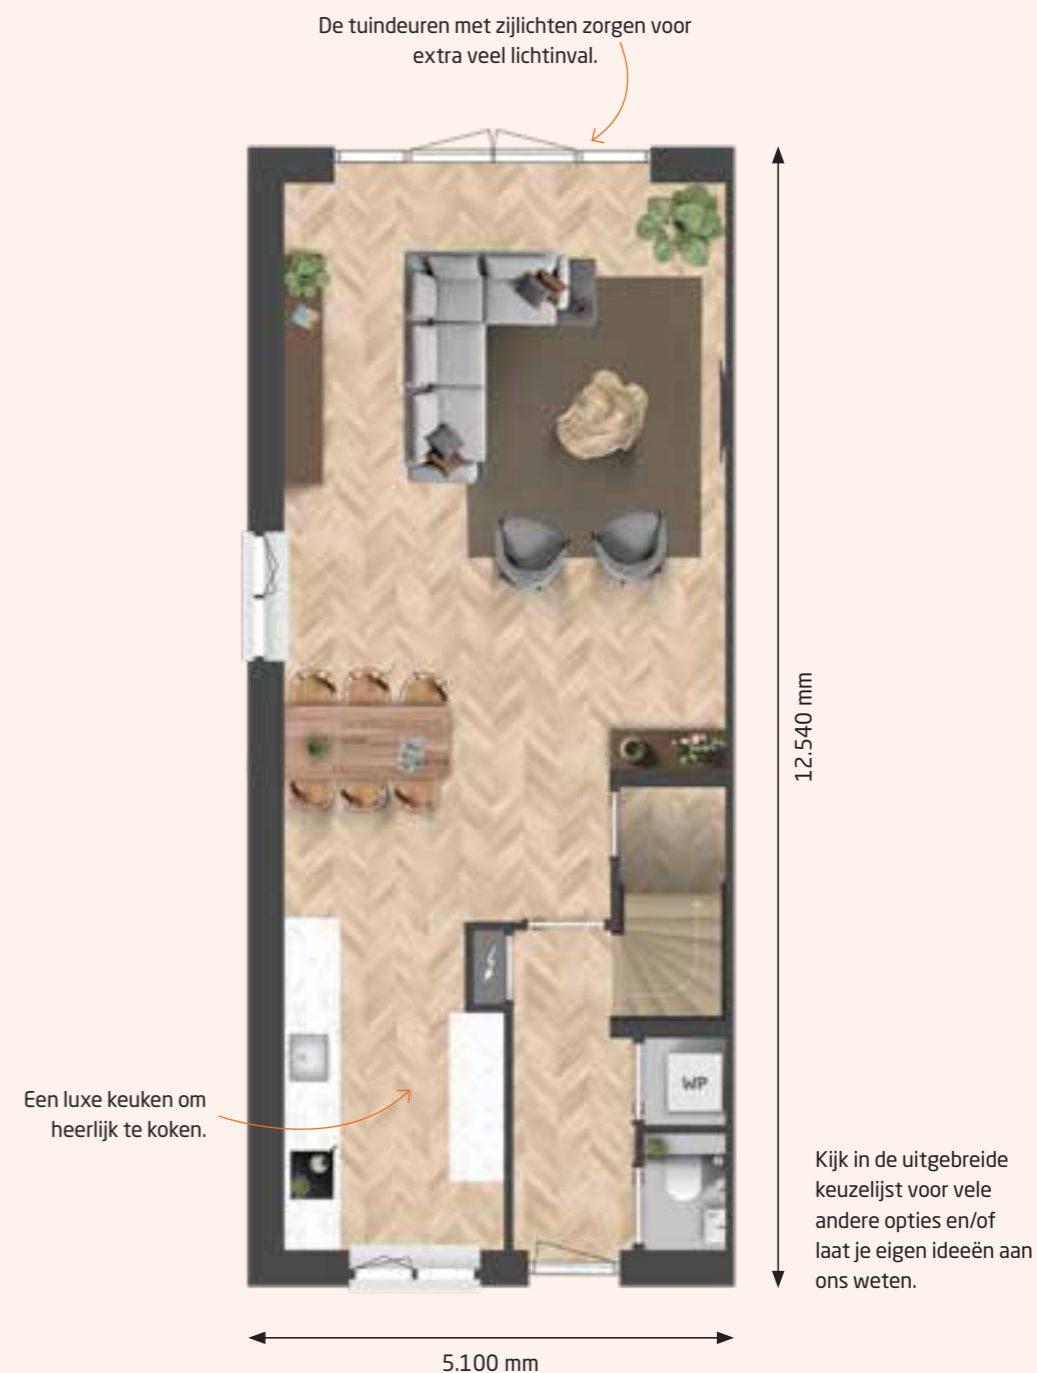 De tuindeuren met zijlichten zorgen voor
extra veel lichtinval.
12.540 mm
WP
Een luxe keuken om
heerlijk te koken.
Kijk in de uitgebreide
keuzelijst voor vele
andere opties en/of
laat je eigen ideeën aan
ons weten.
5.100 mm